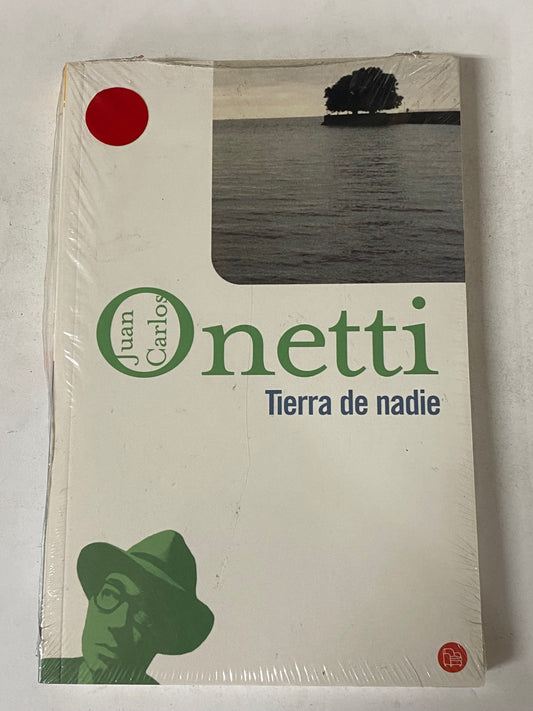 Juan
Carlos
Onetti
Tierra de nadie